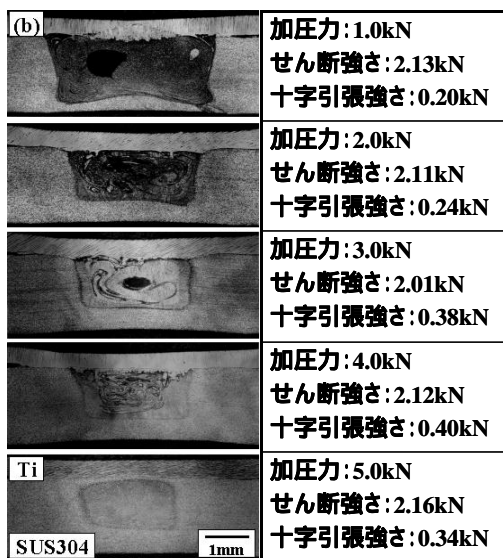 (b)
加圧力:1.0kN
せん断強さ:2.13kN
十字引張強さ:0.20kN
加圧力:2.0kN
せん断強さ:2.11kN
十字引張強さ:0.24kN
加圧力:3.0kN
せん断強さ:2.01kN
十字引張強さ:0.38kN
加圧力:4.0kN
せん断強さ:2.12kN
十字引張強さ:0.40kN
Ti
加圧力:5.0kN
せん断強さ:2.16kN
十字引張強さ:0.34kN
SUS304
1mm